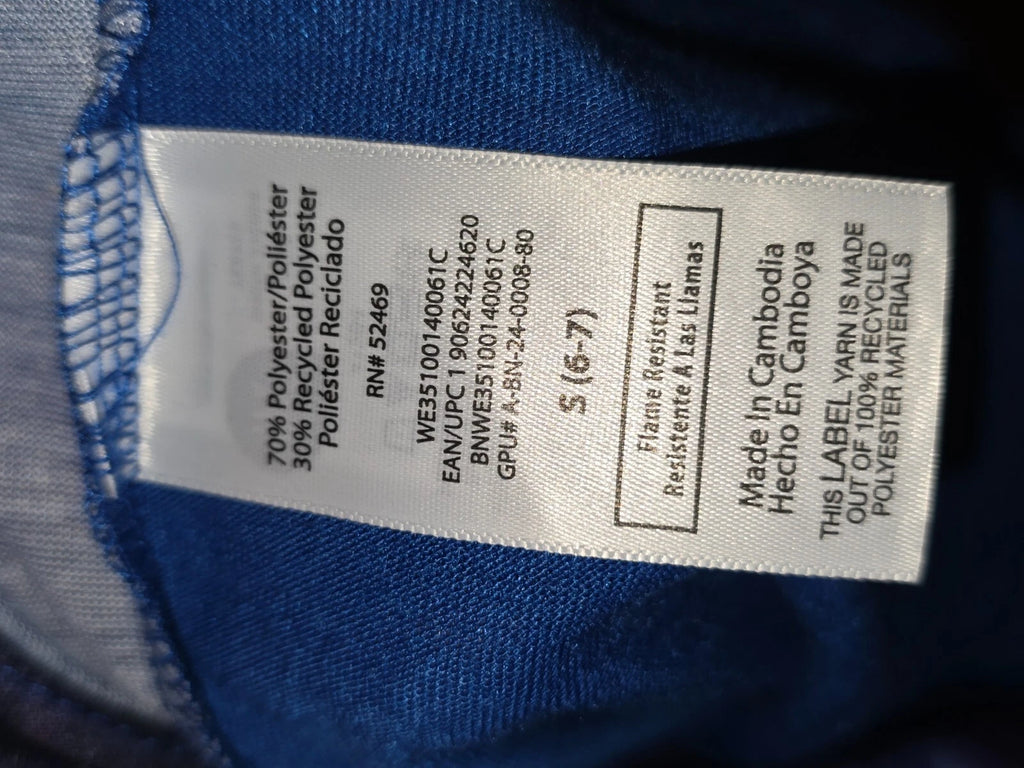 70% Polyester/Poliéster
30% Recycled Polyester
Poliéster Reciclado
RN# 52469
WE35100140061C
EAN/UPC 1 90624224620
BNWE35100140061C
GPU# A-BN-24-0008-80
S (6-7)
Flame Resistant
Resistente A Las Llamas
Made In Cambodia
Hecho En Camboya
THIS LABEL YARN IS MADE
OUT OF 100% RECYCLED
POLYESTER MATERIALS